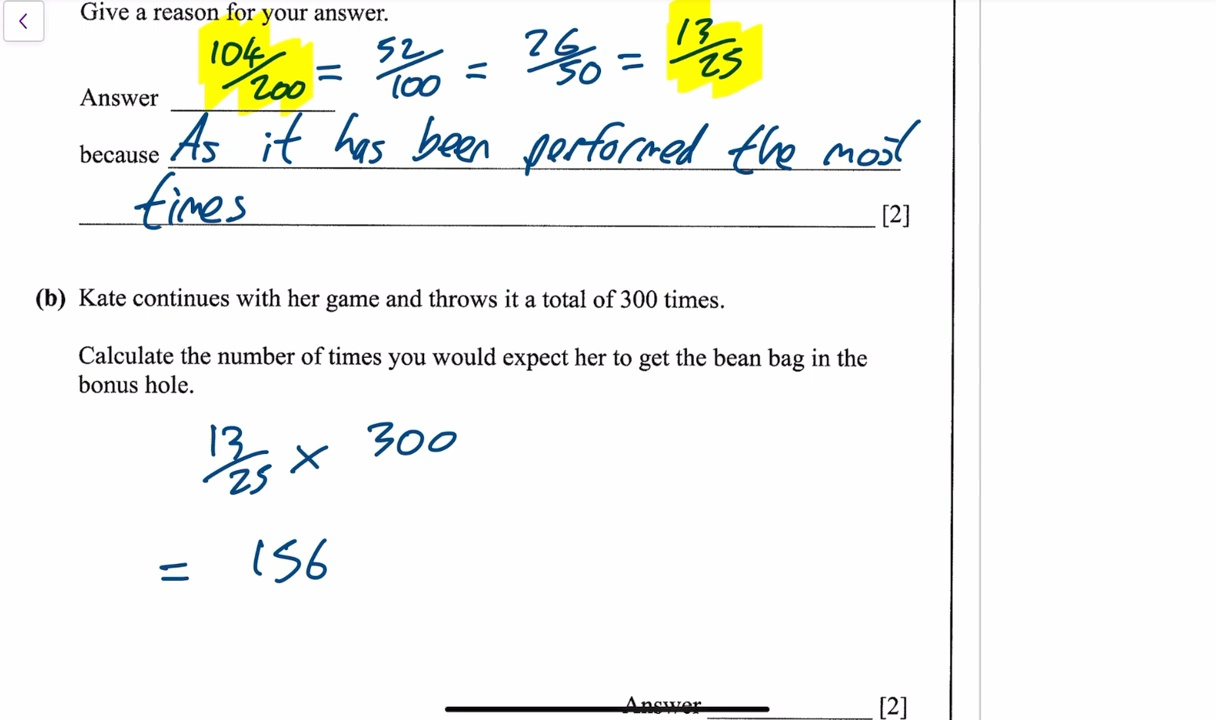 Give a reason for your answer.
104/200 = 52/100 = 26/50 = 13/25
Answer
because As it has been performed the most
times [2]
(b) Kate continues with her game and throws it a total of 300 times.
Calculate the number of times you would expect her to get the bean bag in the
bonus hole.
13/25 × 300
= 156
Answer [2]